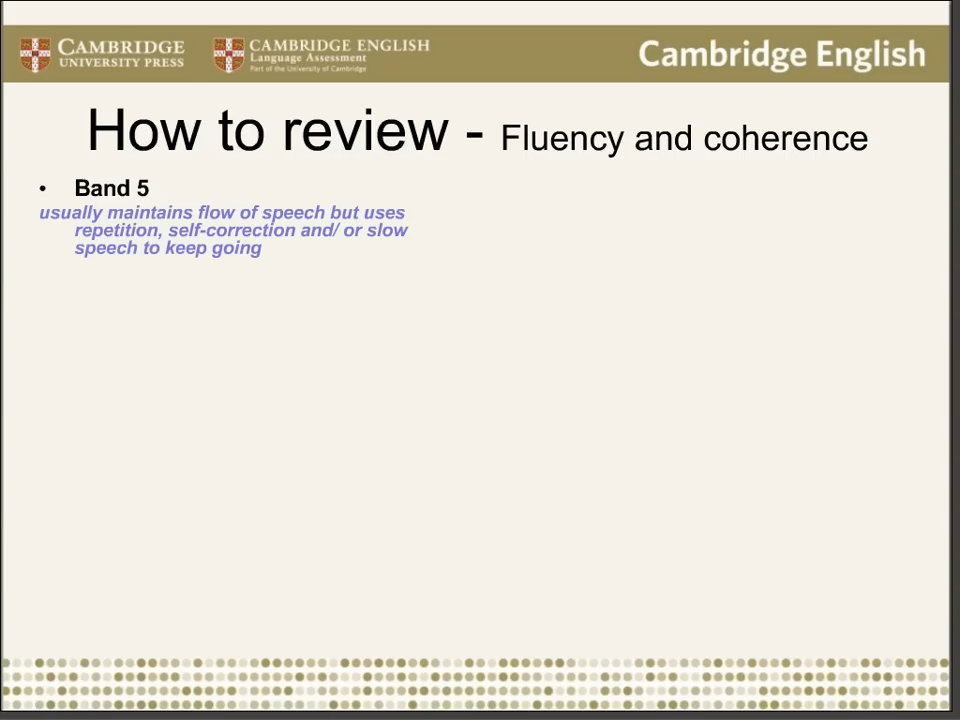 CAMBRIDGE
UNIVERSITY PRESS
CAMBRIDGE ENGLISH
Language Assessment
Part of the University of Cambridge
Cambridge English
How to review - Fluency and coherence
• Band 5
usually maintains flow of speech but uses
repetition, self-correction and/ or slow
speech to keep going